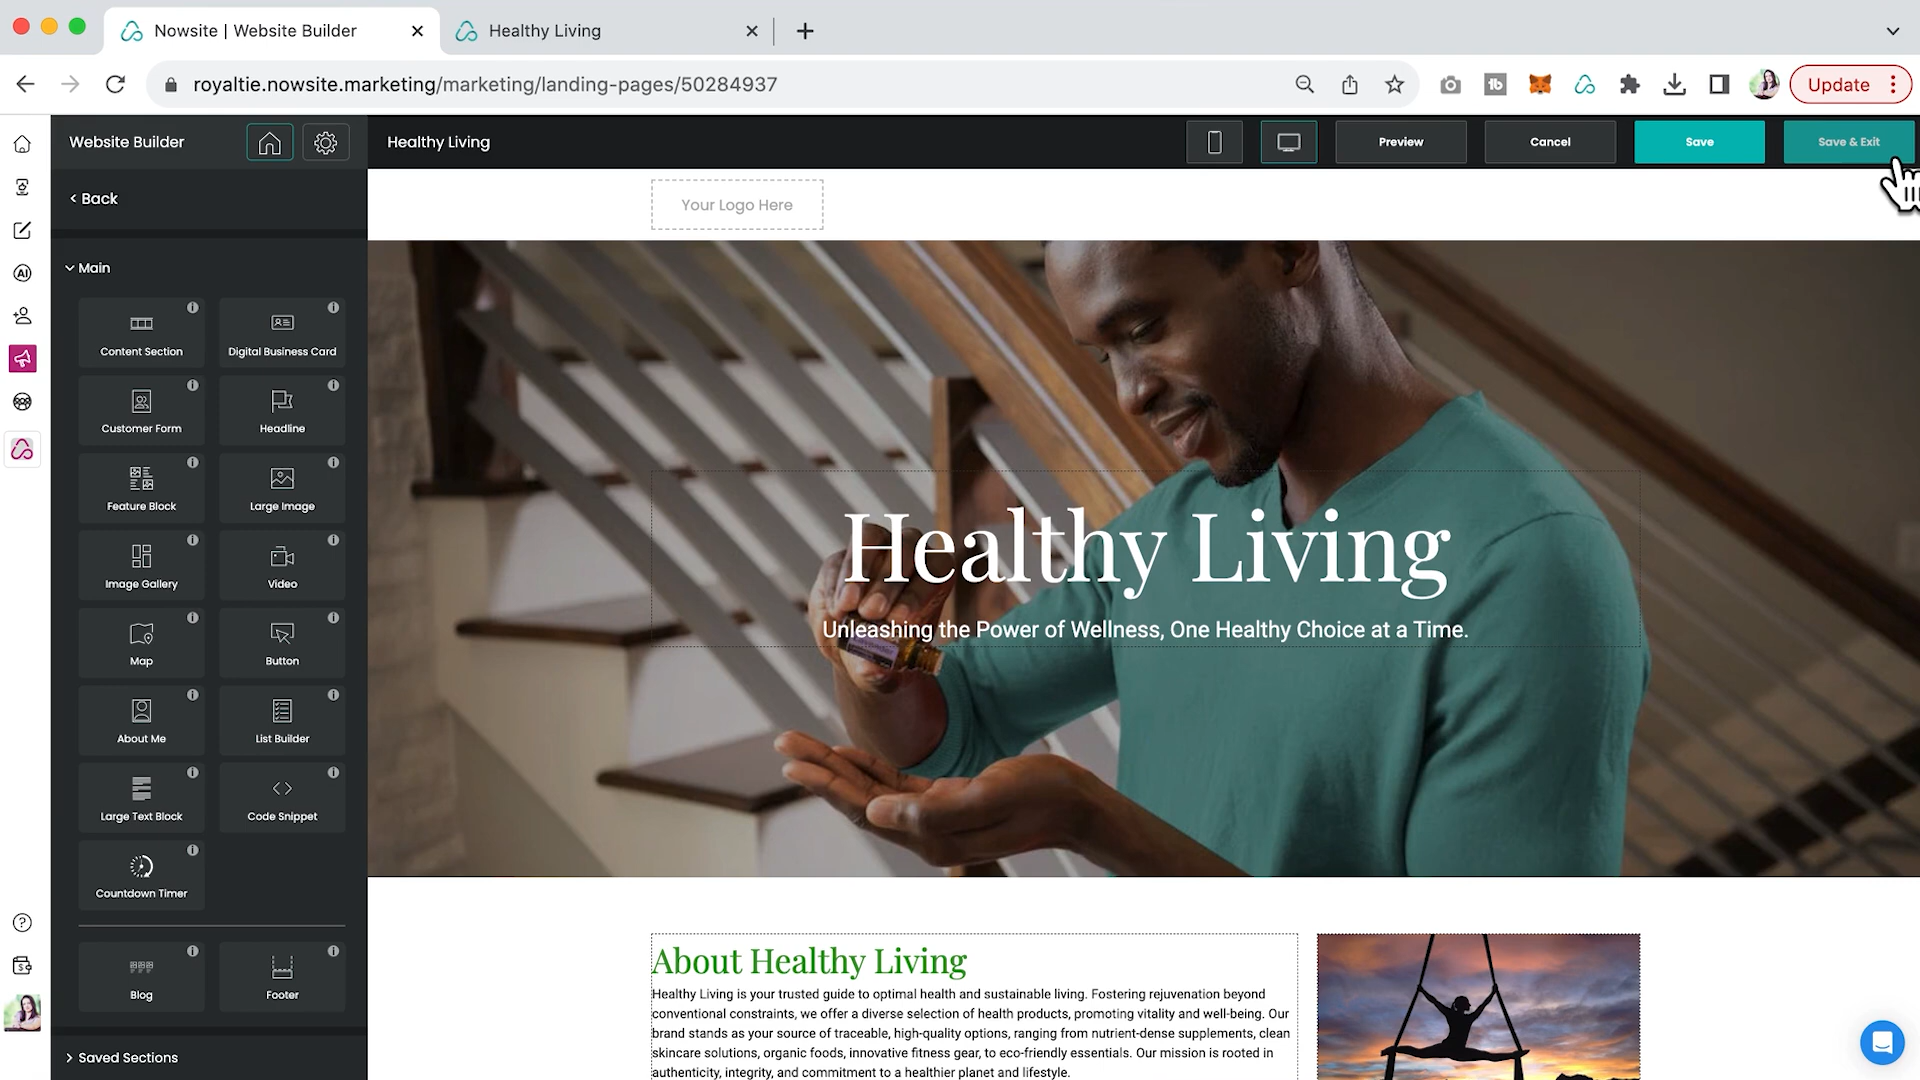 Nowsite | Website Builder
Healthy Living
royaltie.nowsite.marketing/marketing/landing-pages/50284937
Update
Website Builder
Healthy Living
Preview
Cancel
Save
Save & Exit
< Back
Your Logo Here
Main
Content Section
Digital Business Card
Customer Form
Headline
Feature Block
Large Image
Image Gallery
Video
Map
Button
About Me
List Builder
Large Text Block
Code Snippet
Countdown Timer
Blog
Footer
Saved Sections
AI
Healthy Living
Unleashing the Power of Wellness, One Healthy Choice at a Time.
About Healthy Living
Healthy Living is your trusted guide to optimal health and sustainable living. Fostering rejuvenation beyond
conventional constraints, we offer a diverse selection of health products, promoting vitality and well-being. Our
brand stands as your source of traceable, high-quality options, ranging from nutrient-dense supplements, clean
skincare solutions, organic foods, innovative fitness gear, to eco-friendly essentials. Our mission is rooted in
authenticity, integrity, and commitment to a healthier planet and lifestyle.